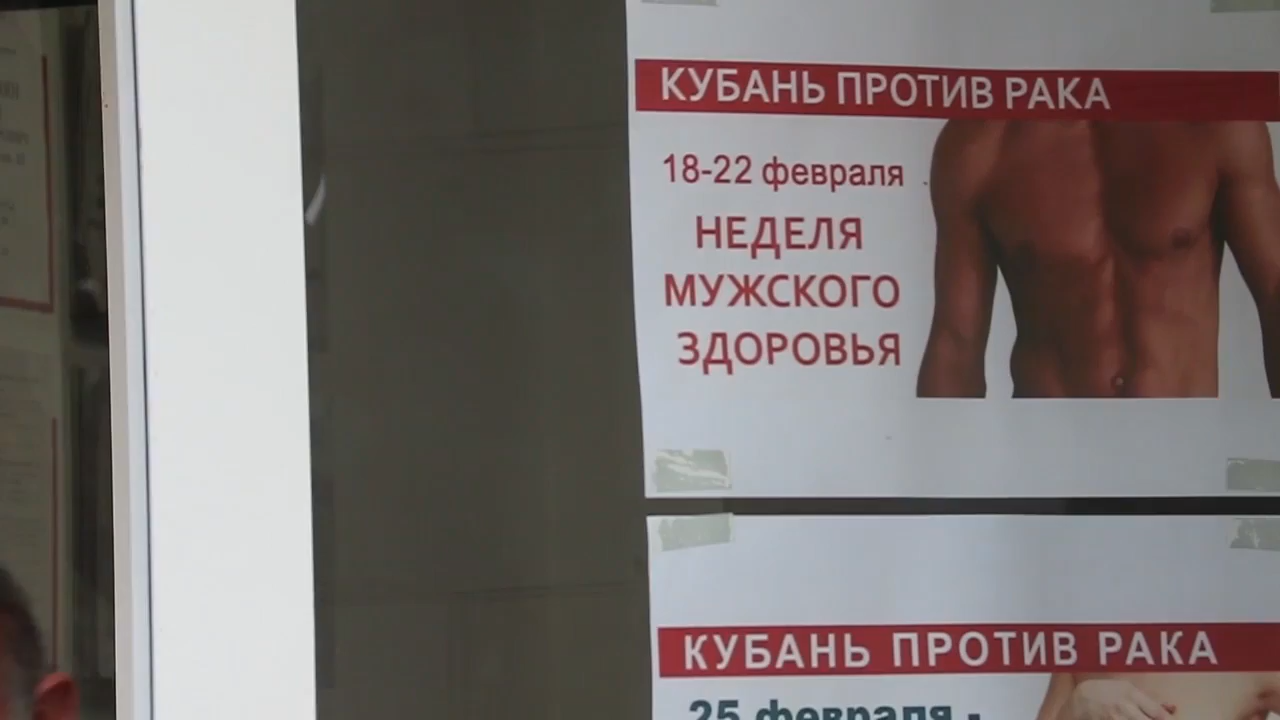 КУБАНЬ ПРОТИВ РАКА
18-22 февраля
НЕДЕЛЯ
МУЖСКОГО
ЗДОРОВЬЯ
КУБАНЬ ПРОТИВ РАКА
25 февраля -